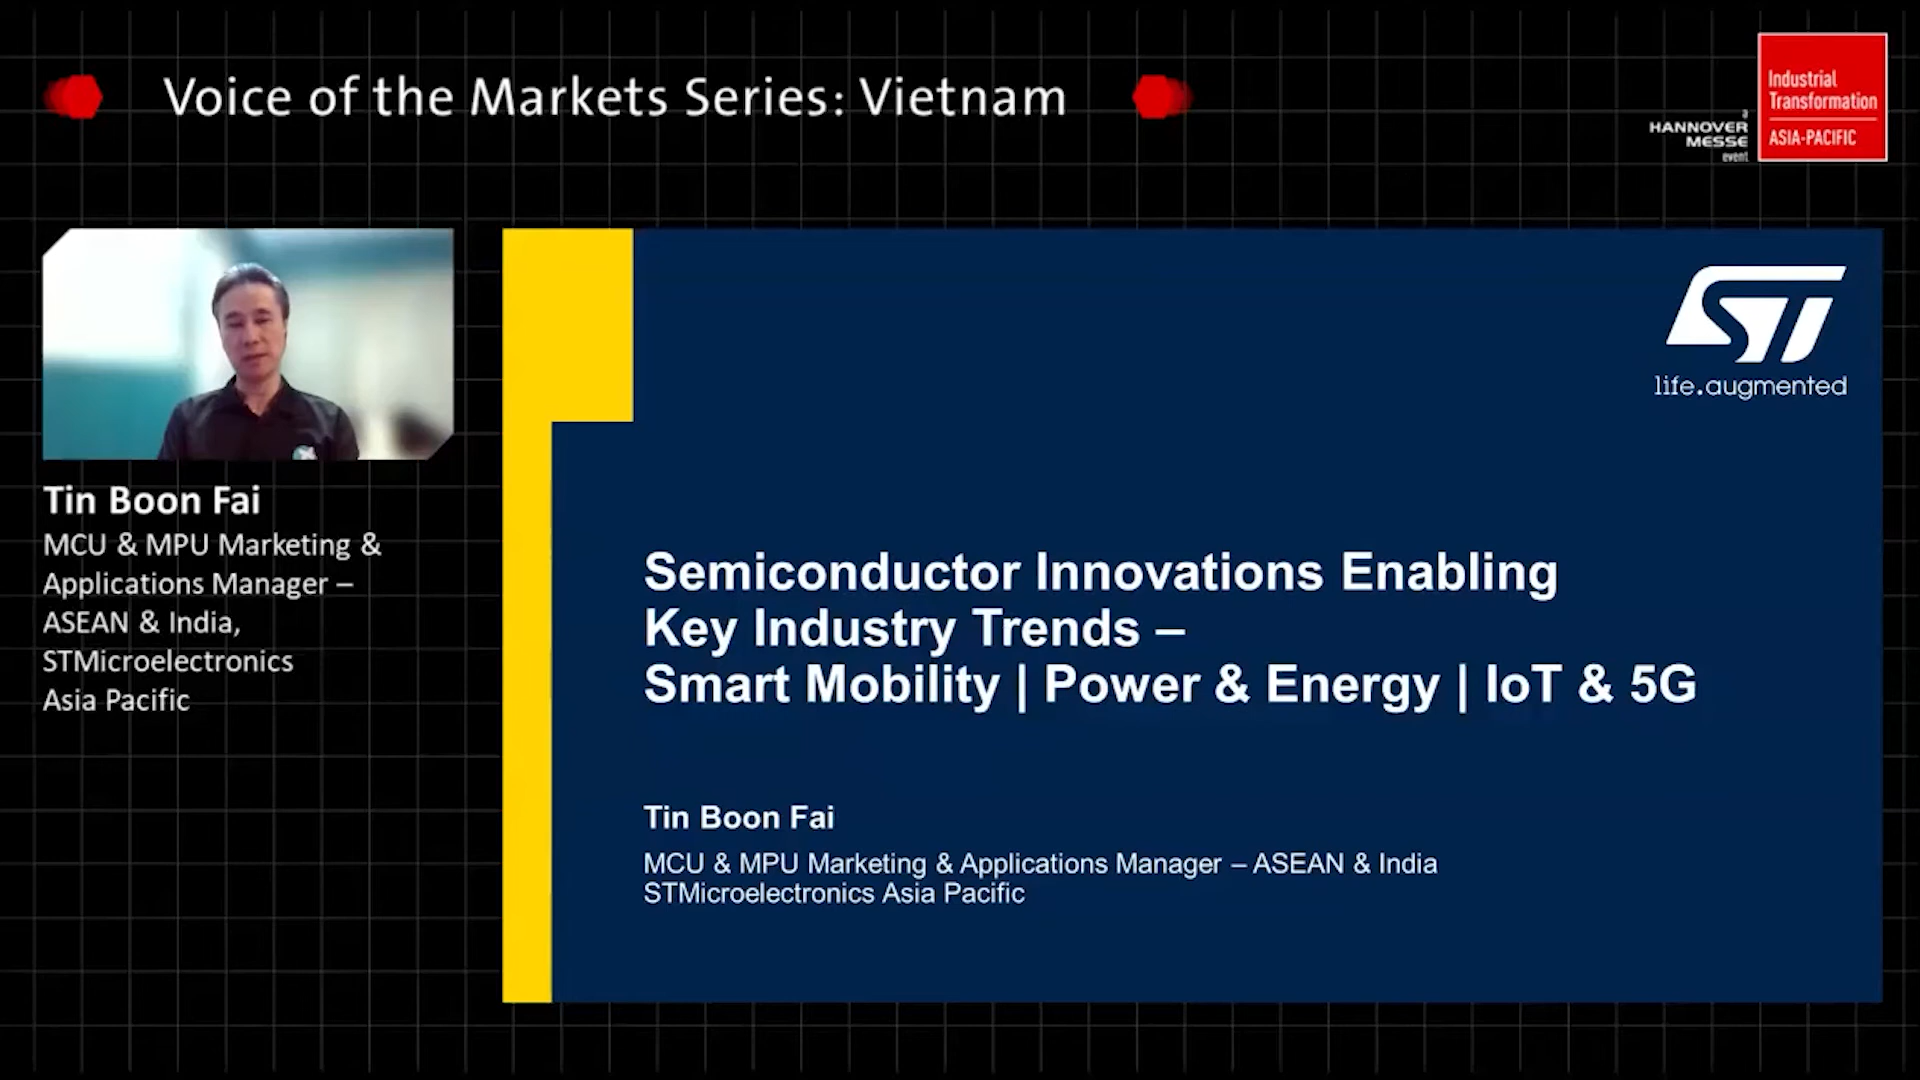 Voice of the Markets Series: Vietnam
a
HANNOVER
MESSE
event
Industrial
Transformation
ASIA-PACIFIC
Tin Boon Fai
MCU & MPU Marketing &
Applications Manager –
ASEAN & India,
STMicroelectronics
Asia Pacific
ST
life.augmented
Semiconductor Innovations Enabling
Key Industry Trends –
Smart Mobility | Power & Energy | IoT & 5G
Tin Boon Fai
MCU & MPU Marketing & Applications Manager – ASEAN & India
STMicroelectronics Asia Pacific